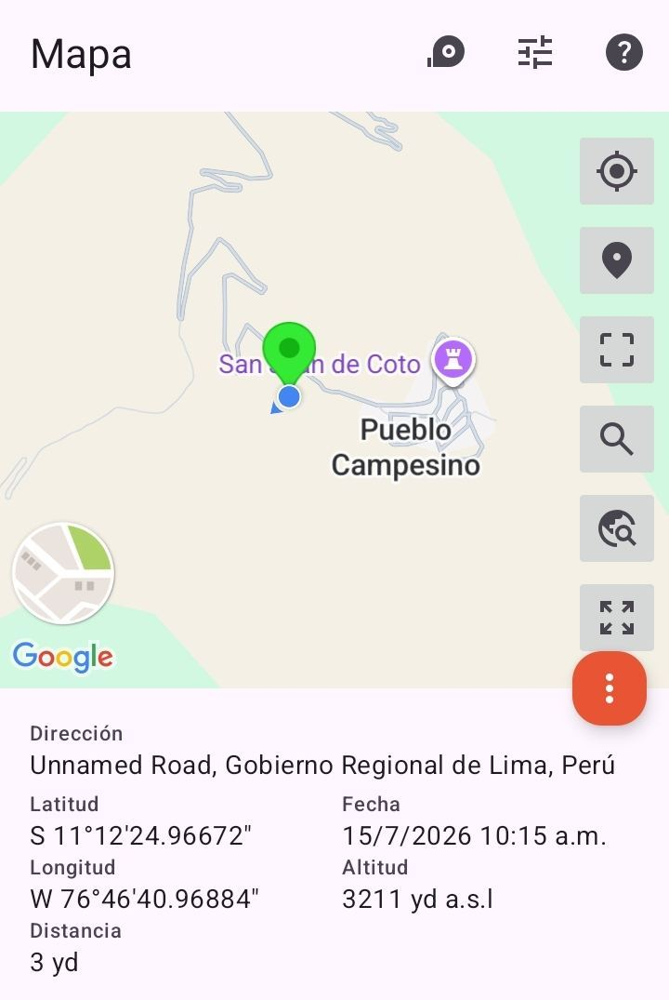 Mapa
San Juan de Coto
Pueblo
Campesino
Google
Dirección
Unnamed Road, Gobierno Regional de Lima, Perú
Latitud
S 11°12'24.96672"
Fecha
15/7/2026 10:15 a.m.
Longitud
W 76°46'40.96884"
Altitud
3211 yd a.s.l
Distancia
3 yd